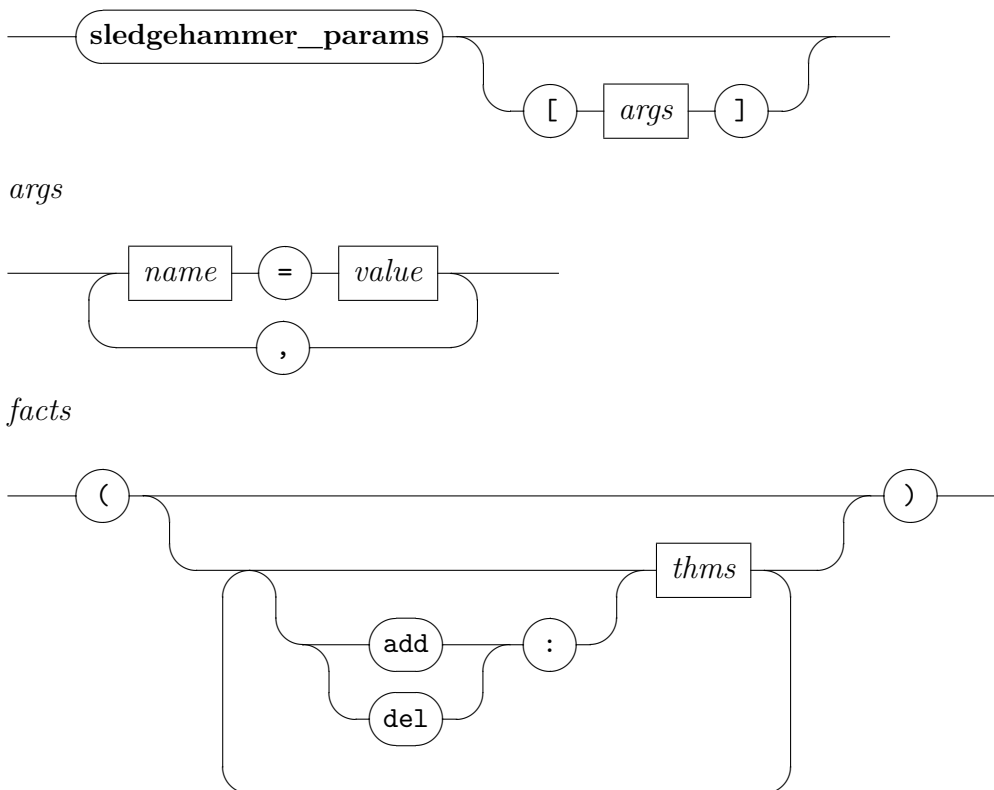 sledgehammer_params
[ args ]
args
name = value
,
facts
( )
thms
add :
del